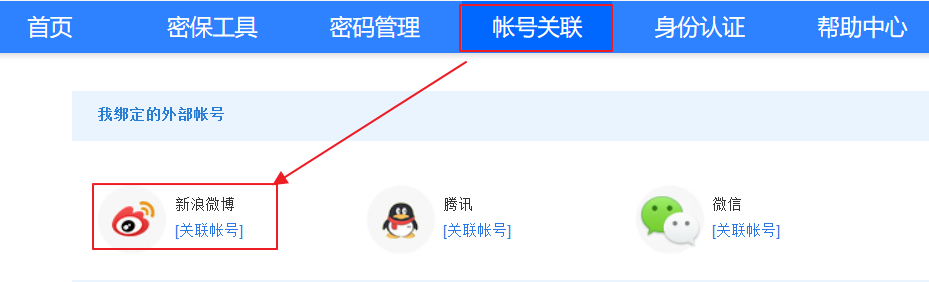 首页 密保工具 密码管理 帐号关联 身份认证 帮助中心
我绑定的外部帐号
新浪微博 腾讯 微信
[关联帐号] [关联帐号] [关联帐号]